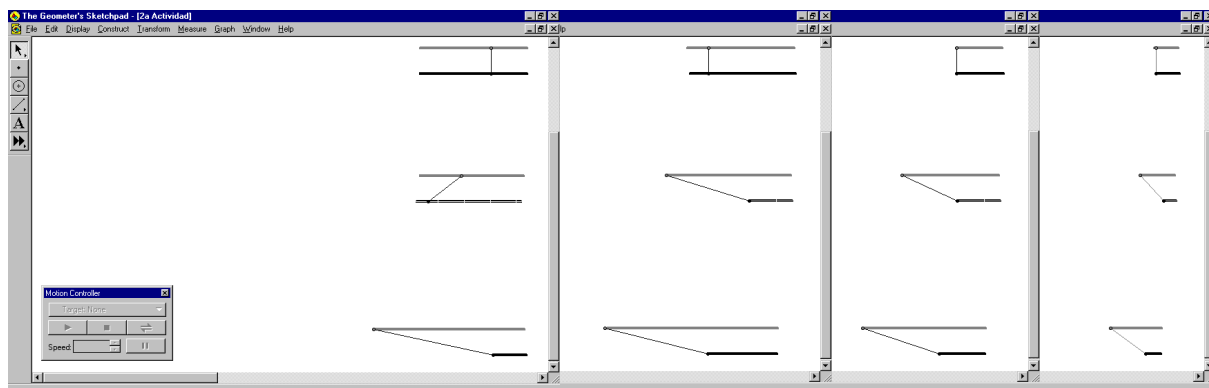 The Geometer's Sketchpad - [2a Actividad]
File Edit Display Construct Transform Measure Graph Window Help
lp
A
Motion Controller
Target: None
Speed: